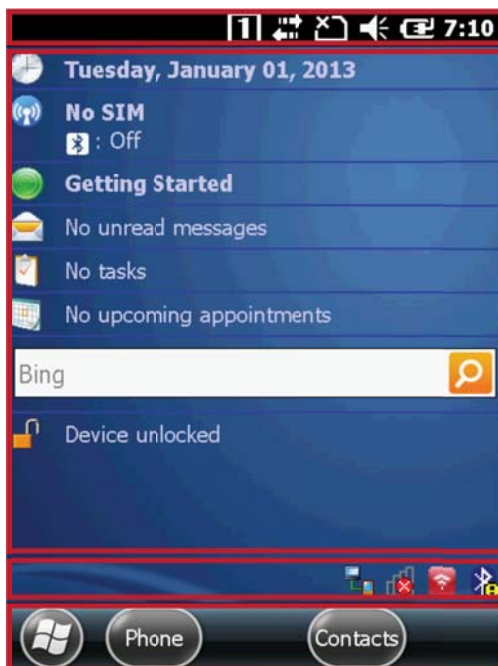 1 7:10
Tuesday, January 01, 2013
No SIM
: Off
Getting Started
No unread messages
No tasks
No upcoming appointments
Bing
Device unlocked
Phone Contacts